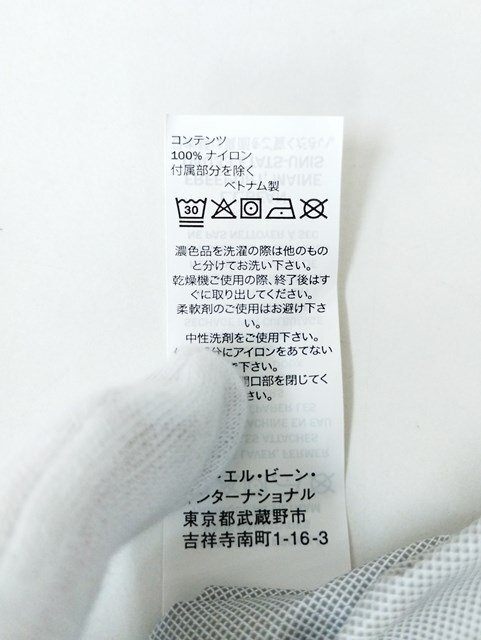 コンテンツ
100% ナイロン
付属部分を除く
ベトナム製
30
濃色品を洗濯の際は他のもの
と分けてお洗い下さい。
乾燥機ご使用の際、終了後はす
ぐに取り出してください。
柔軟剤のご使用はお避け下さ
い。
中性洗剤をご使用下さい。
分にアイロンをあてない
下さい。
開口部を閉じてく
さい。
エル・ビーン・
ンターナショナル
東京都武蔵野市
吉祥寺南町1-16-3